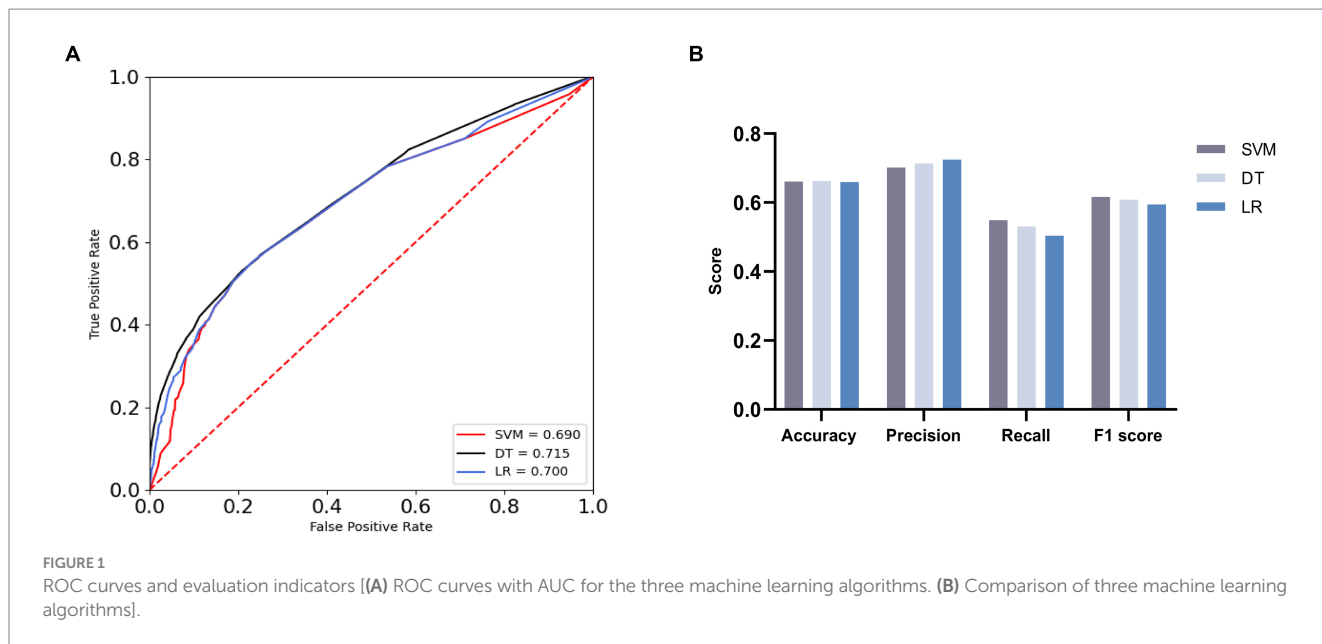 A
1.0
0.8
0.6
0.4
0.2
0.0
True Positive Rate
0.0 0.2 0.4 0.6 0.8 1.0
False Positive Rate
SVM = 0.690
DT = 0.715
LR = 0.700
B
0.8
0.6
0.4
0.2
0.0
Score
Accuracy Precision Recall F1 score
SVM
DT
LR
FIGURE 1
ROC curves and evaluation indicators [(A) ROC curves with AUC for the three machine learning algorithms. (B) Comparison of three machine learning
algorithms].